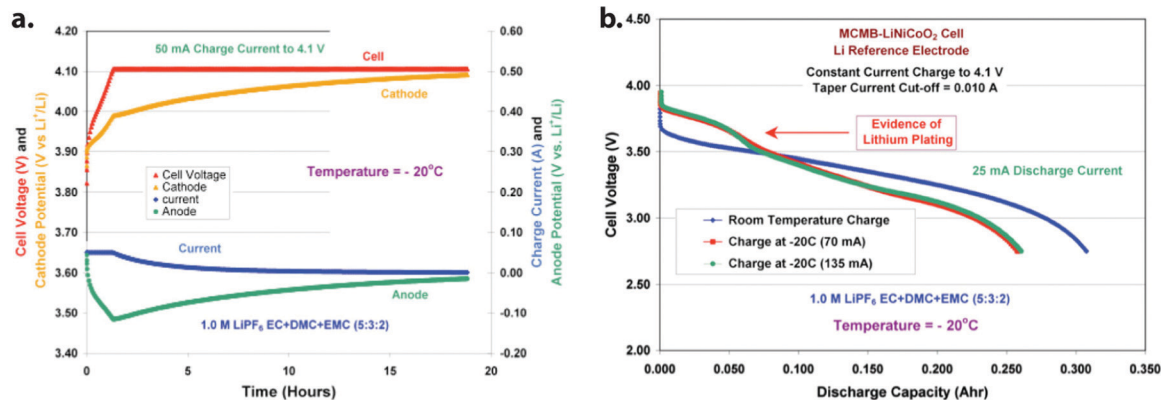 a.
50 mA Charge Current to 4.1 V
Cell
Cathode
Temperature = - 20°C
Cell Voltage
Cathode
current
Anode
Current
Anode
1.0 M LiPF₆ EC+DMC+EMC (5:3:2)
4.20
4.10
4.00
3.90
3.80
3.70
3.60
3.50
3.40
Cell Voltage (V) and
Cathode Potential (V vs Li⁺/Li)
0.60
0.50
0.40
0.30
0.20
0.10
0.00
-0.10
-0.20
Charge Current (A) and
Anode Potential (V vs. Li⁺/Li)
0 5 10 15 20
Time (Hours)
b.
MCMB-LiNiCoO₂ Cell
Li Reference Electrode
Constant Current Charge to 4.1 V
Taper Current Cut-off = 0.010 A
Evidence of
Lithium Plating
25 mA Discharge Current
Room Temperature Charge
Charge at -20C (70 mA)
Charge at -20C (135 mA)
1.0 M LiPF₆ EC+DMC+EMC (5:3:2)
Temperature = - 20°C
4.50
4.00
3.50
3.00
2.50
2.00
Cell Voltage (V)
0.000 0.050 0.100 0.150 0.200 0.250 0.300 0.350
Discharge Capacity (Ahr)